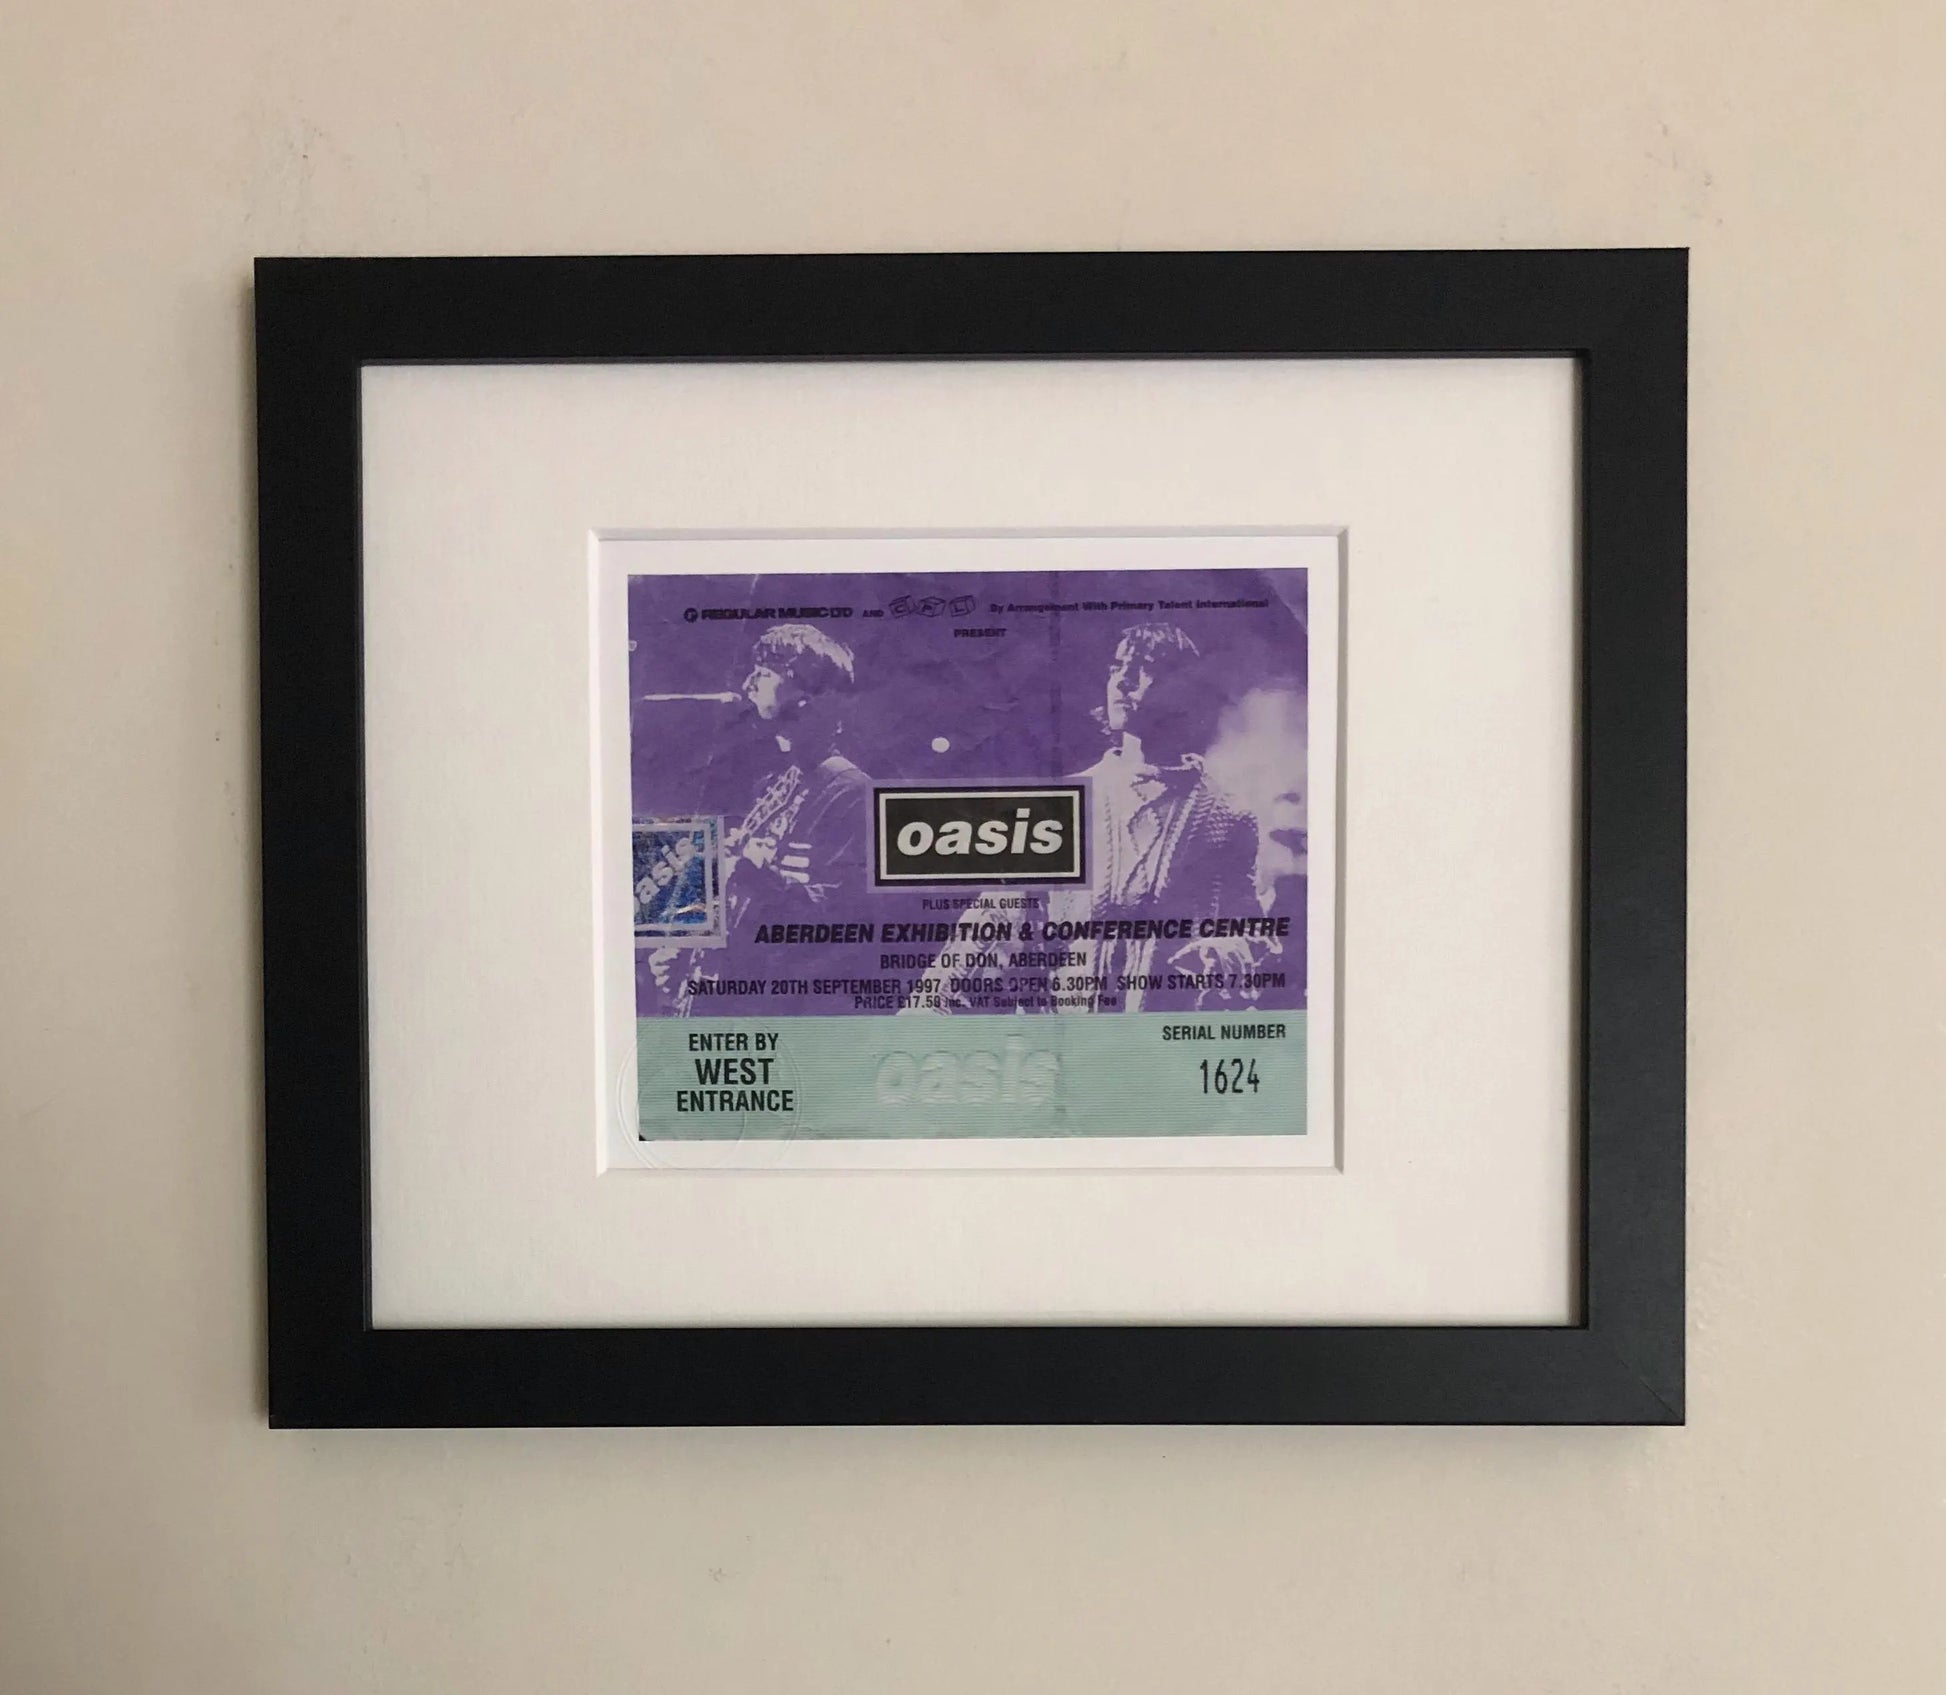 REGULAR MUSIC LTD AND CPL By Arrangement With Primary Talent International
PRESENT
oasis
oasis
PLUS SPECIAL GUESTS
ABERDEEN EXHIBITION & CONFERENCE CENTRE
BRIDGE OF DON, ABERDEEN
SATURDAY 20TH SEPTEMBER 1997 DOORS OPEN 6.30PM SHOW STARTS 7.30PM
PRICE £17.50 inc. VAT Subject to Booking Fee
ENTER BY
WEST
ENTRANCE
oasis
SERIAL NUMBER
1624